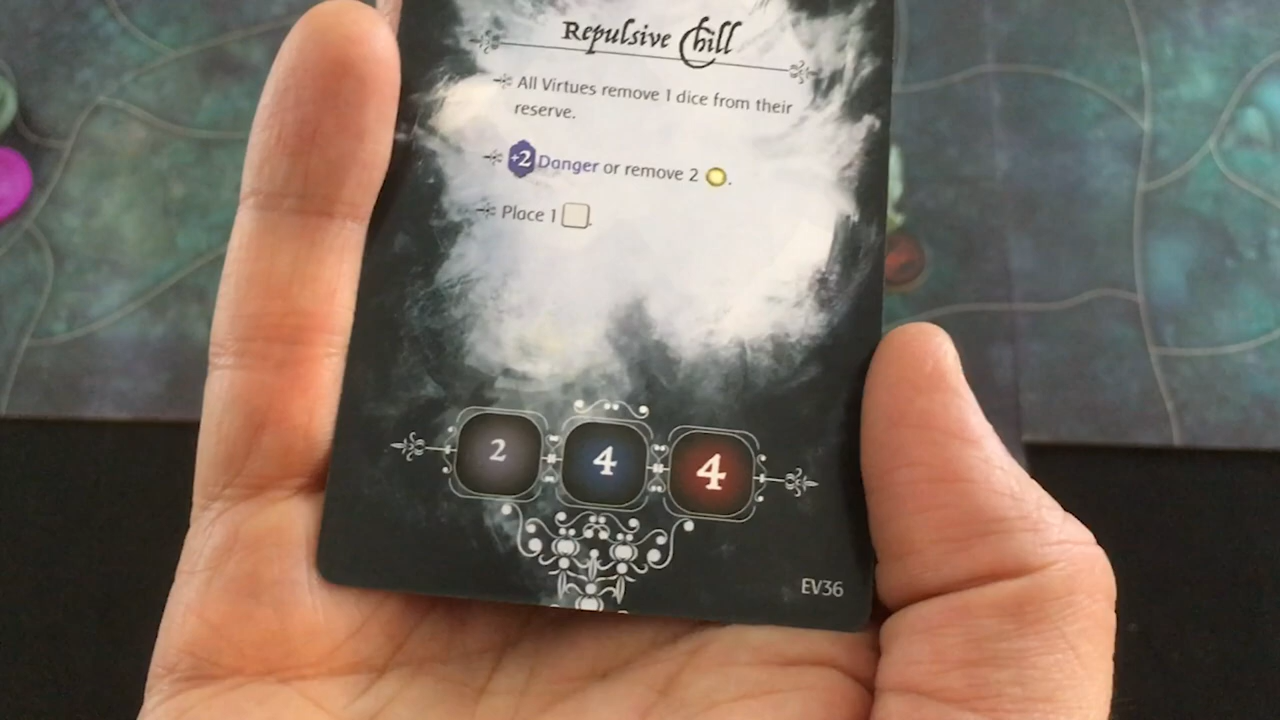 Repulsive Chill
All Virtues remove 1 dice from their
reserve.
+2 Danger or remove 2 .
Place 1 .
2 4 4
EV36